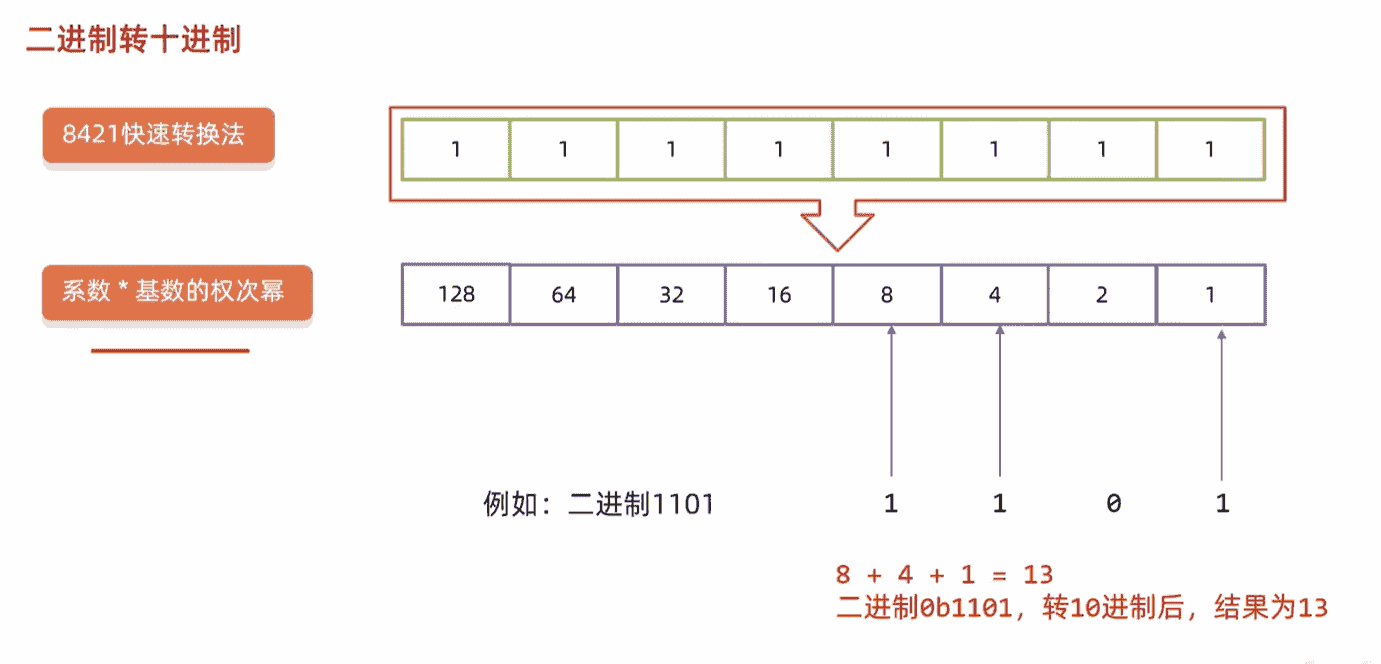 二进制转十进制
8421快速转换法
1 1 1 1 1 1 1 1
系数 * 基数的权次幂
128 64 32 16 8 4 2 1
例如：二进制1101 1 1 0 1
8 + 4 + 1 = 13
二进制0b1101，转10进制后，结果为13